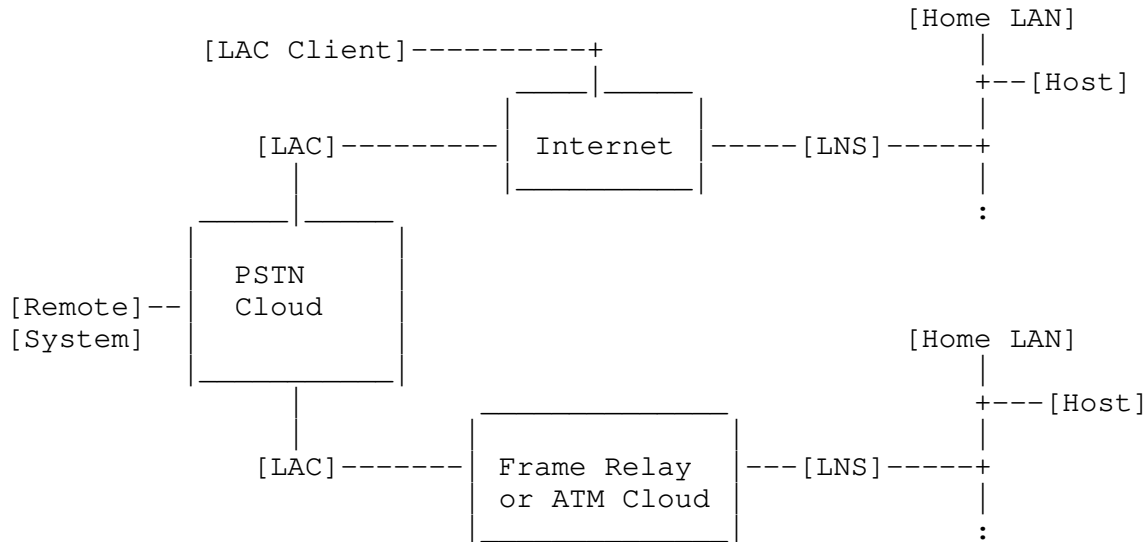 [Home LAN]
[LAC Client]----------+
+--[Host]
[LAC]---------| Internet |-----[LNS]-----+
:
PSTN
[Remote]--| Cloud
[System]
[Home LAN]
+---[Host]
[LAC]-------| Frame Relay |---[LNS]-----+
or ATM Cloud
: